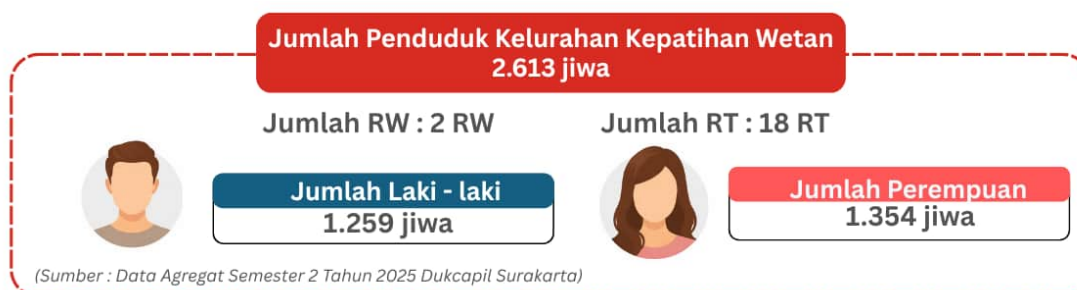 Jumlah Penduduk Kelurahan Kepatihan Wetan
2.613 jiwa
Jumlah RW : 2 RW
Jumlah RT : 18 RT
Jumlah Laki - laki
1.259 jiwa
Jumlah Perempuan
1.354 jiwa
(Sumber : Data Agregat Semester 2 Tahun 2025 Dukcapil Surakarta)